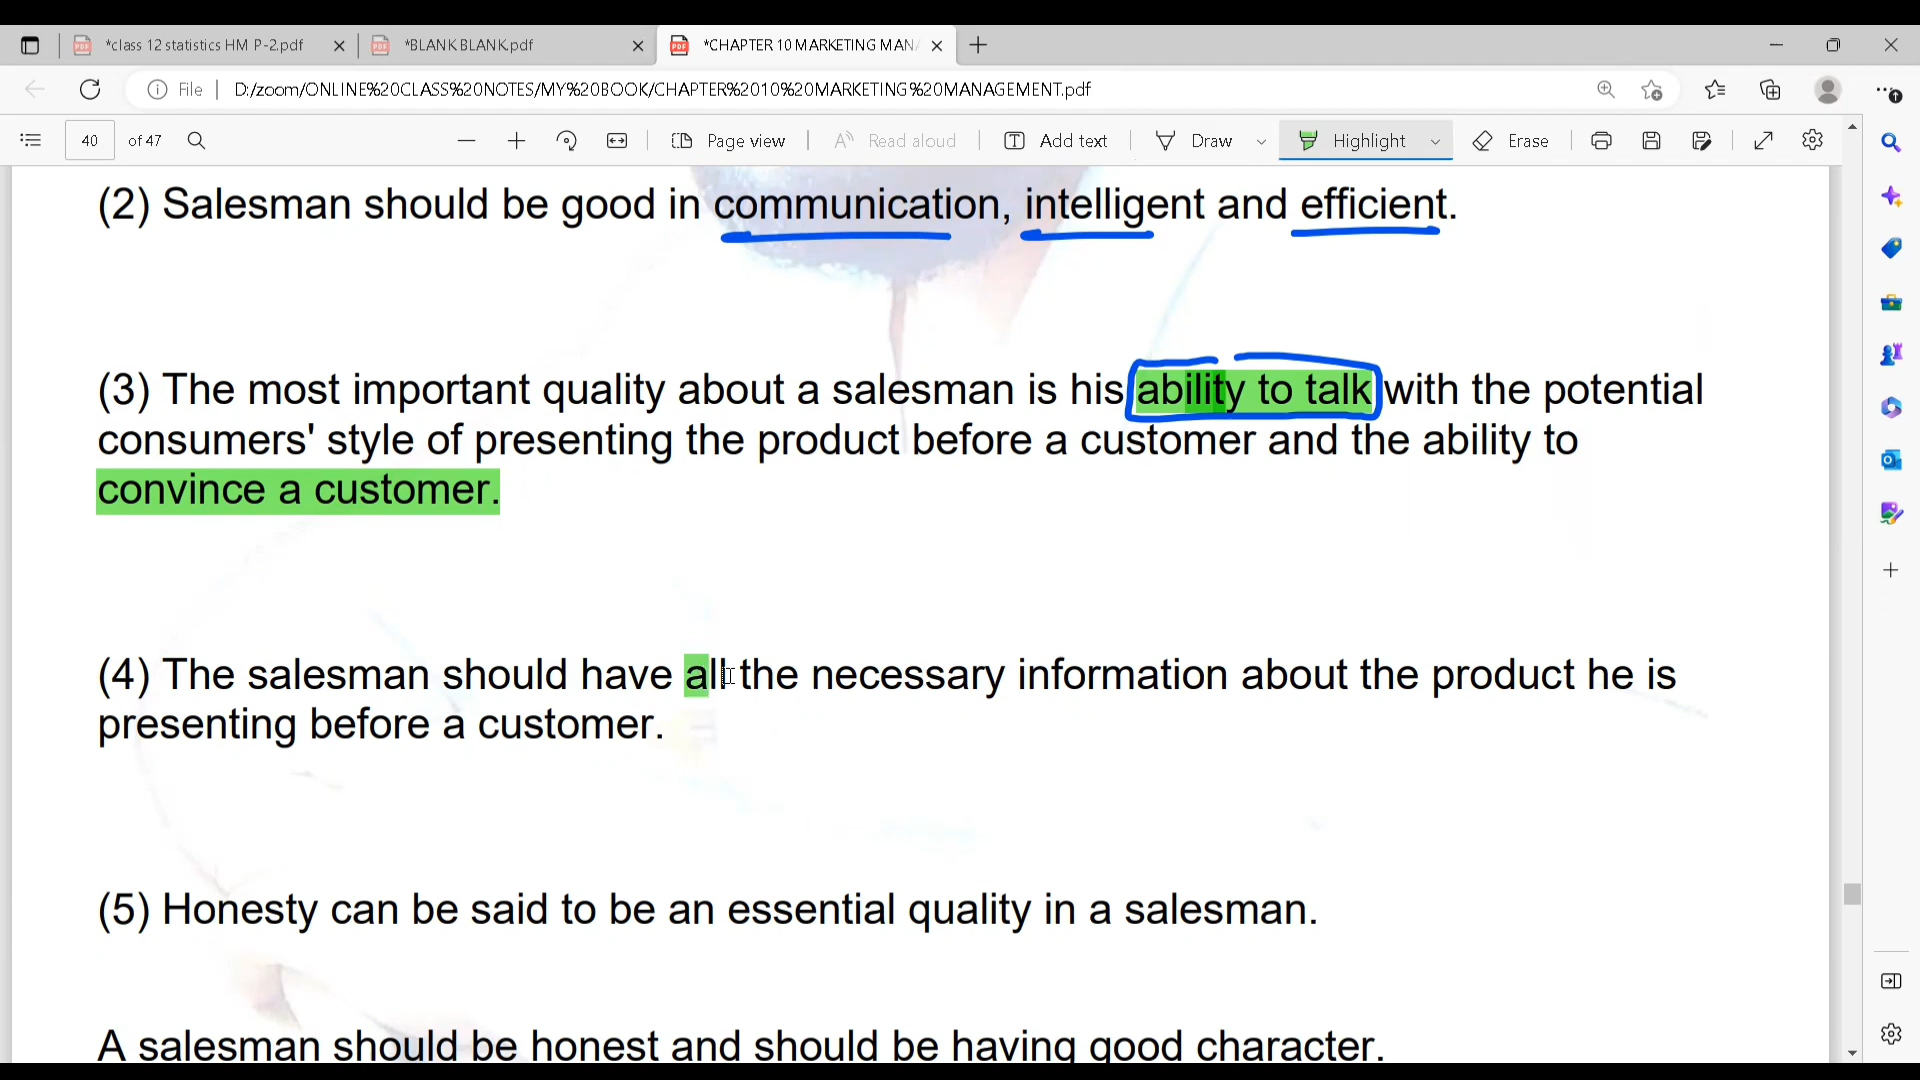 *class 12 statistics HM P-2.pdf
*BLANK BLANK.pdf
*CHAPTER 10 MARKETING MAN
File
D:/zoom/ONLINE%20CLASS%20NOTES/MY%20BOOK/CHAPTER%2010%20MARKETING%20MANAGEMENT.pdf
40 of 47
Page view
Read aloud
Add text
Draw
Highlight
Erase
(2) Salesman should be good in communication, intelligent and efficient.
(3) The most important quality about a salesman is his ability to talk with the potential
consumers' style of presenting the product before a customer and the ability to
convince a customer.
(4) The salesman should have all the necessary information about the product he is
presenting before a customer.
(5) Honesty can be said to be an essential quality in a salesman.
A salesman should be honest and should be having good character.